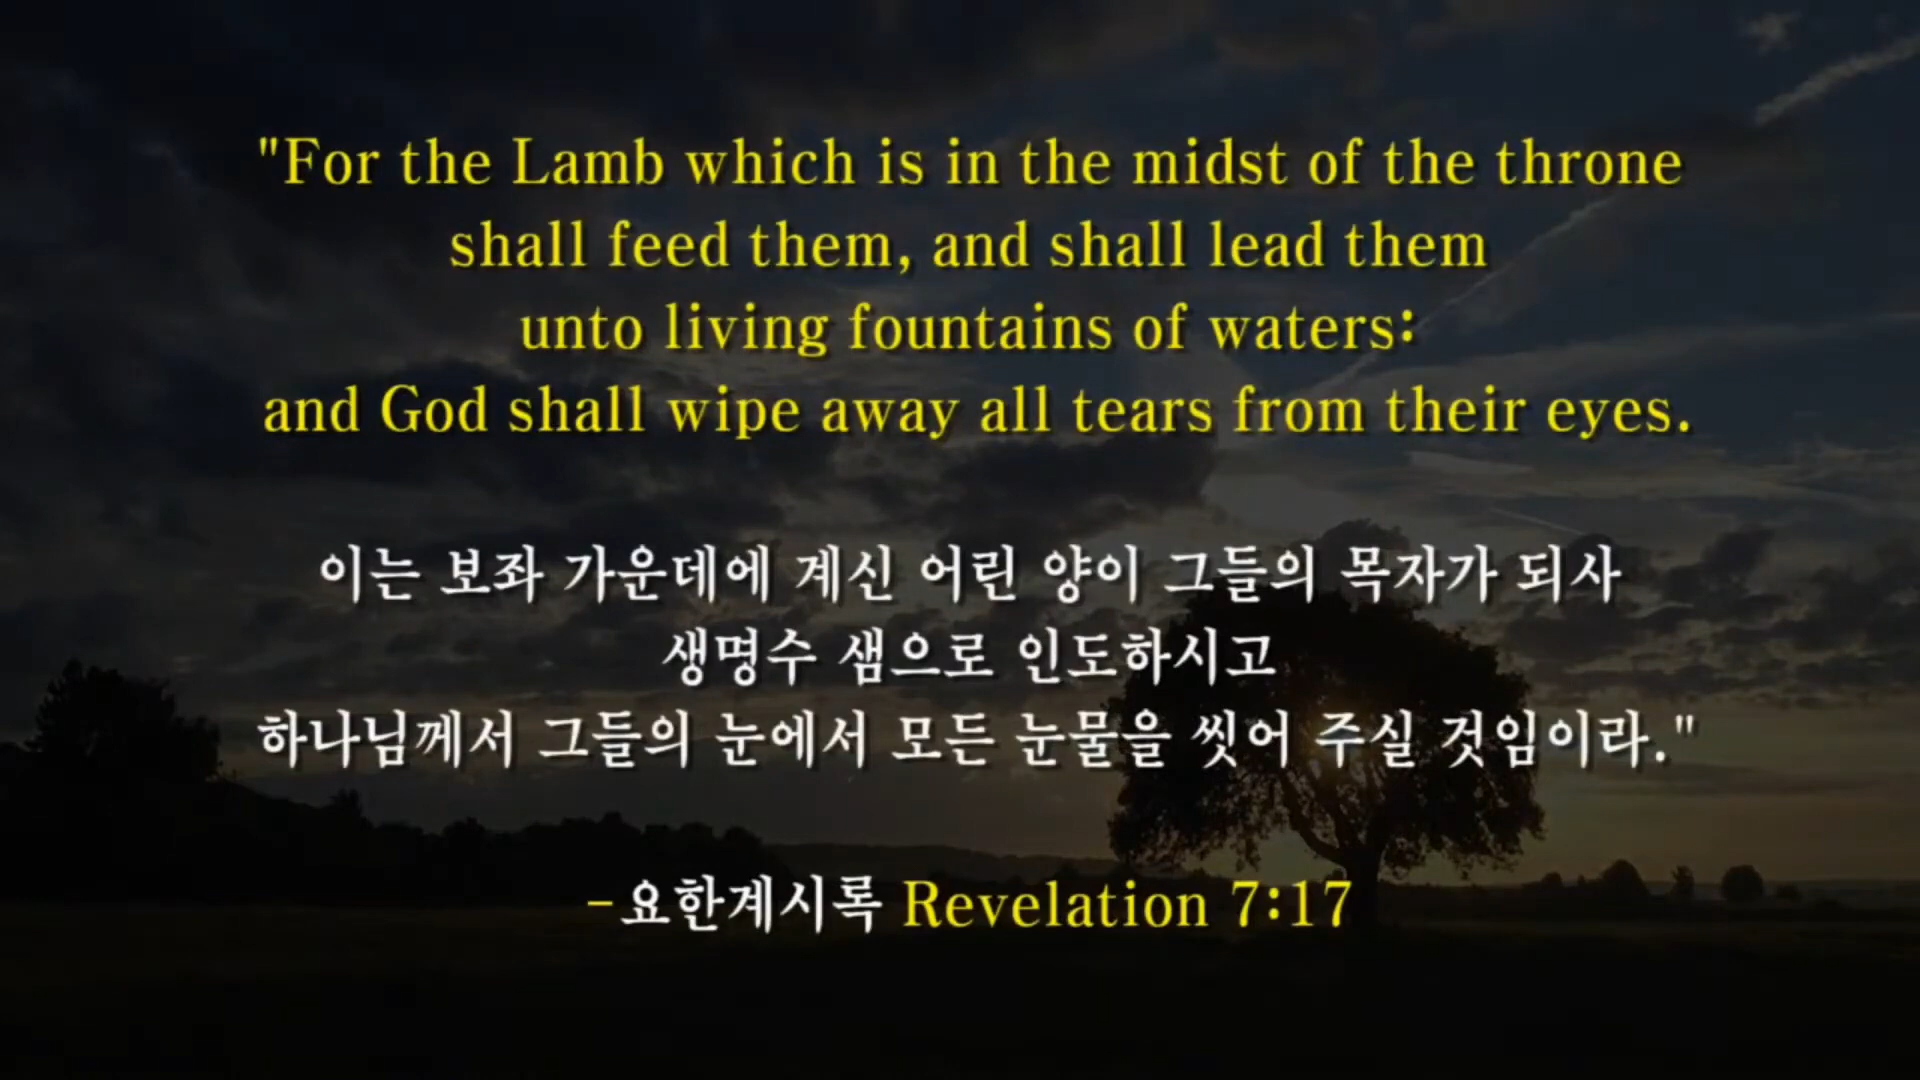 "For the Lamb which is in the midst of the throne
shall feed them, and shall lead them
unto living fountains of waters:
and God shall wipe away all tears from their eyes.
이는 보좌 가운데에 계신 어린 양이 그들의 목자가 되사
생명수 샘으로 인도하시고
하나님께서 그들의 눈에서 모든 눈물을 씻어 주실 것임이라."
-요한계시록 Revelation 7:17